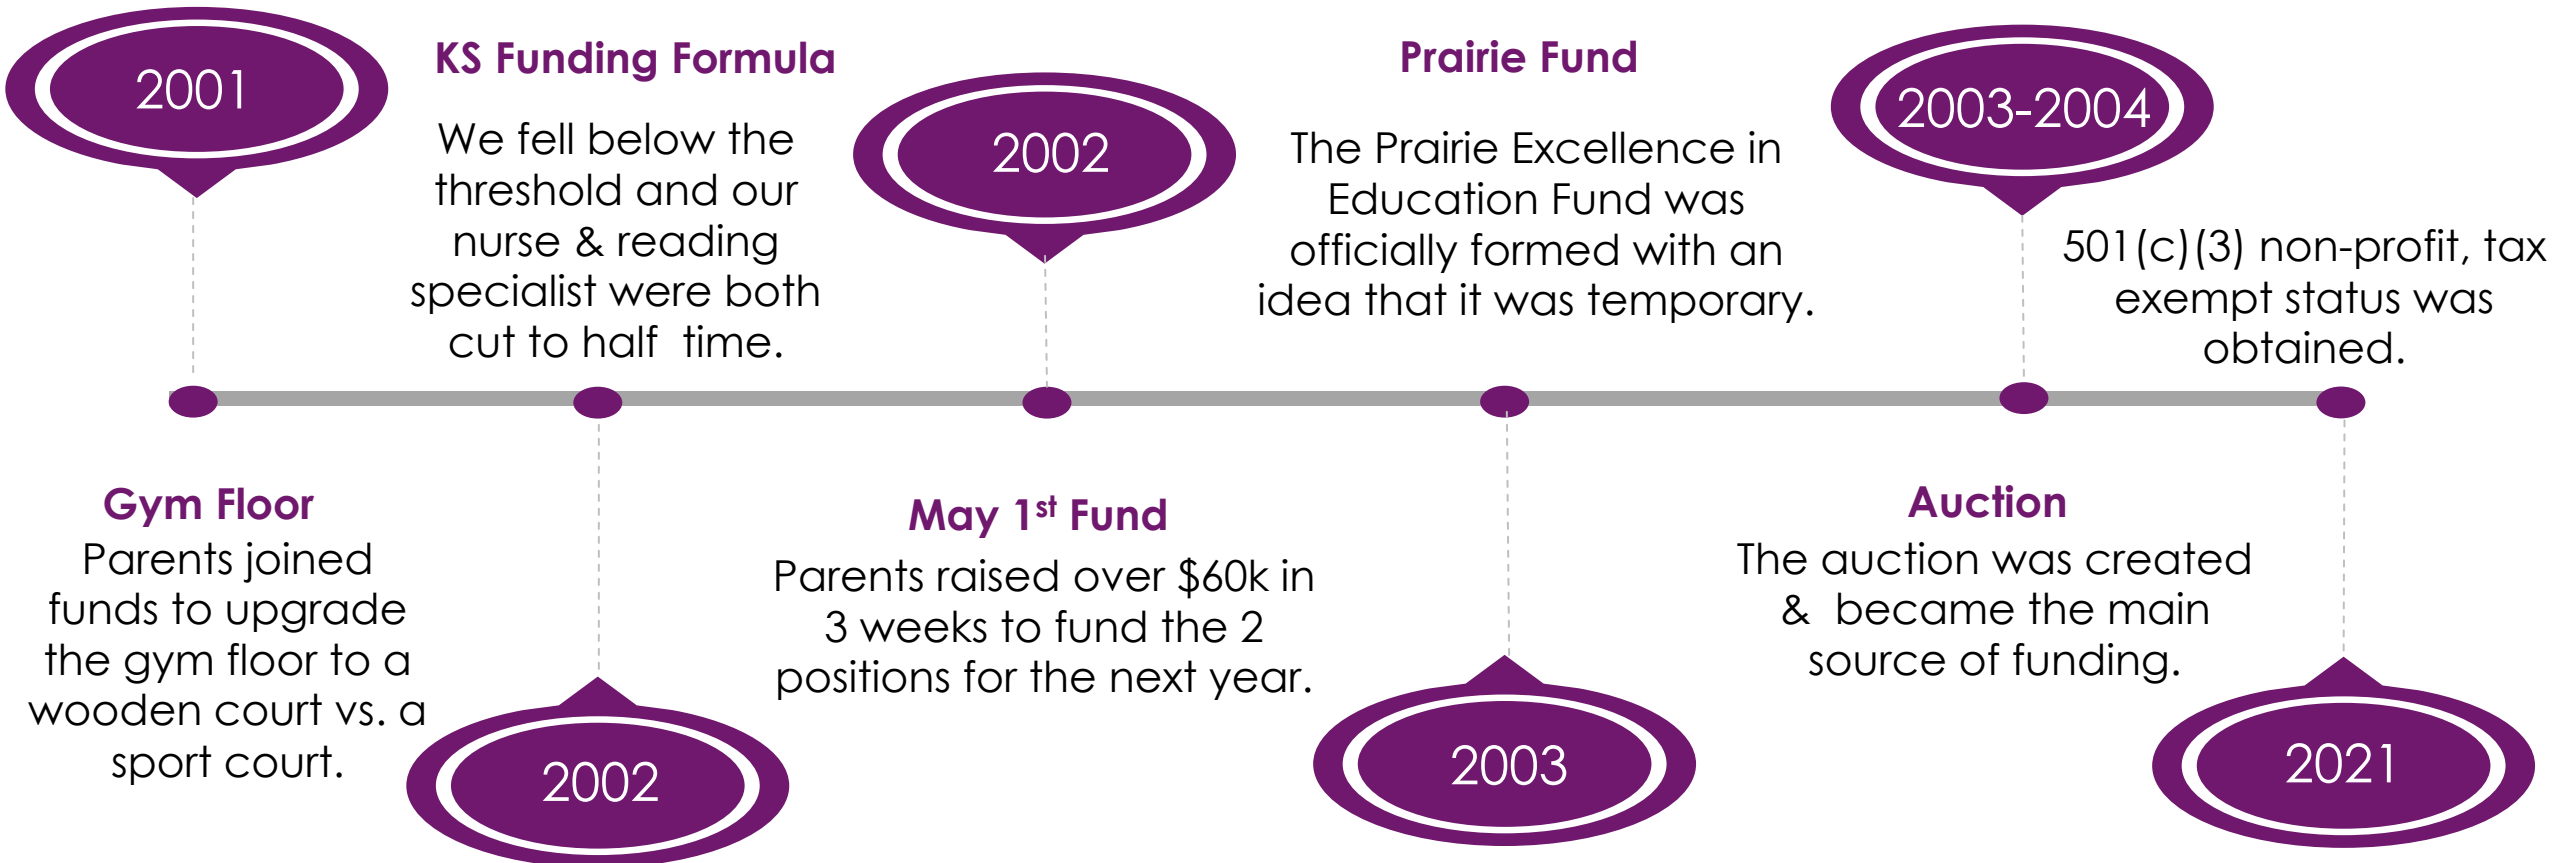 2001
Gym Floor
Parents joined
funds to upgrade
the gym floor to a
wooden court vs. a
sport court.
KS Funding Formula
We fell below the
threshold and our
nurse & reading
specialist were both
cut to half  time.
2002
2002
May 1st Fund
Parents raised over $60k in
3 weeks to fund the 2
positions for the next year.
Prairie Fund
The Prairie Excellence in
Education Fund was
officially formed with an
idea that it was temporary.
2003
2003-2004
Auction
The auction was created
&  became the main
source of funding.
501(c)(3) non-profit, tax
exempt status was
obtained.
2021